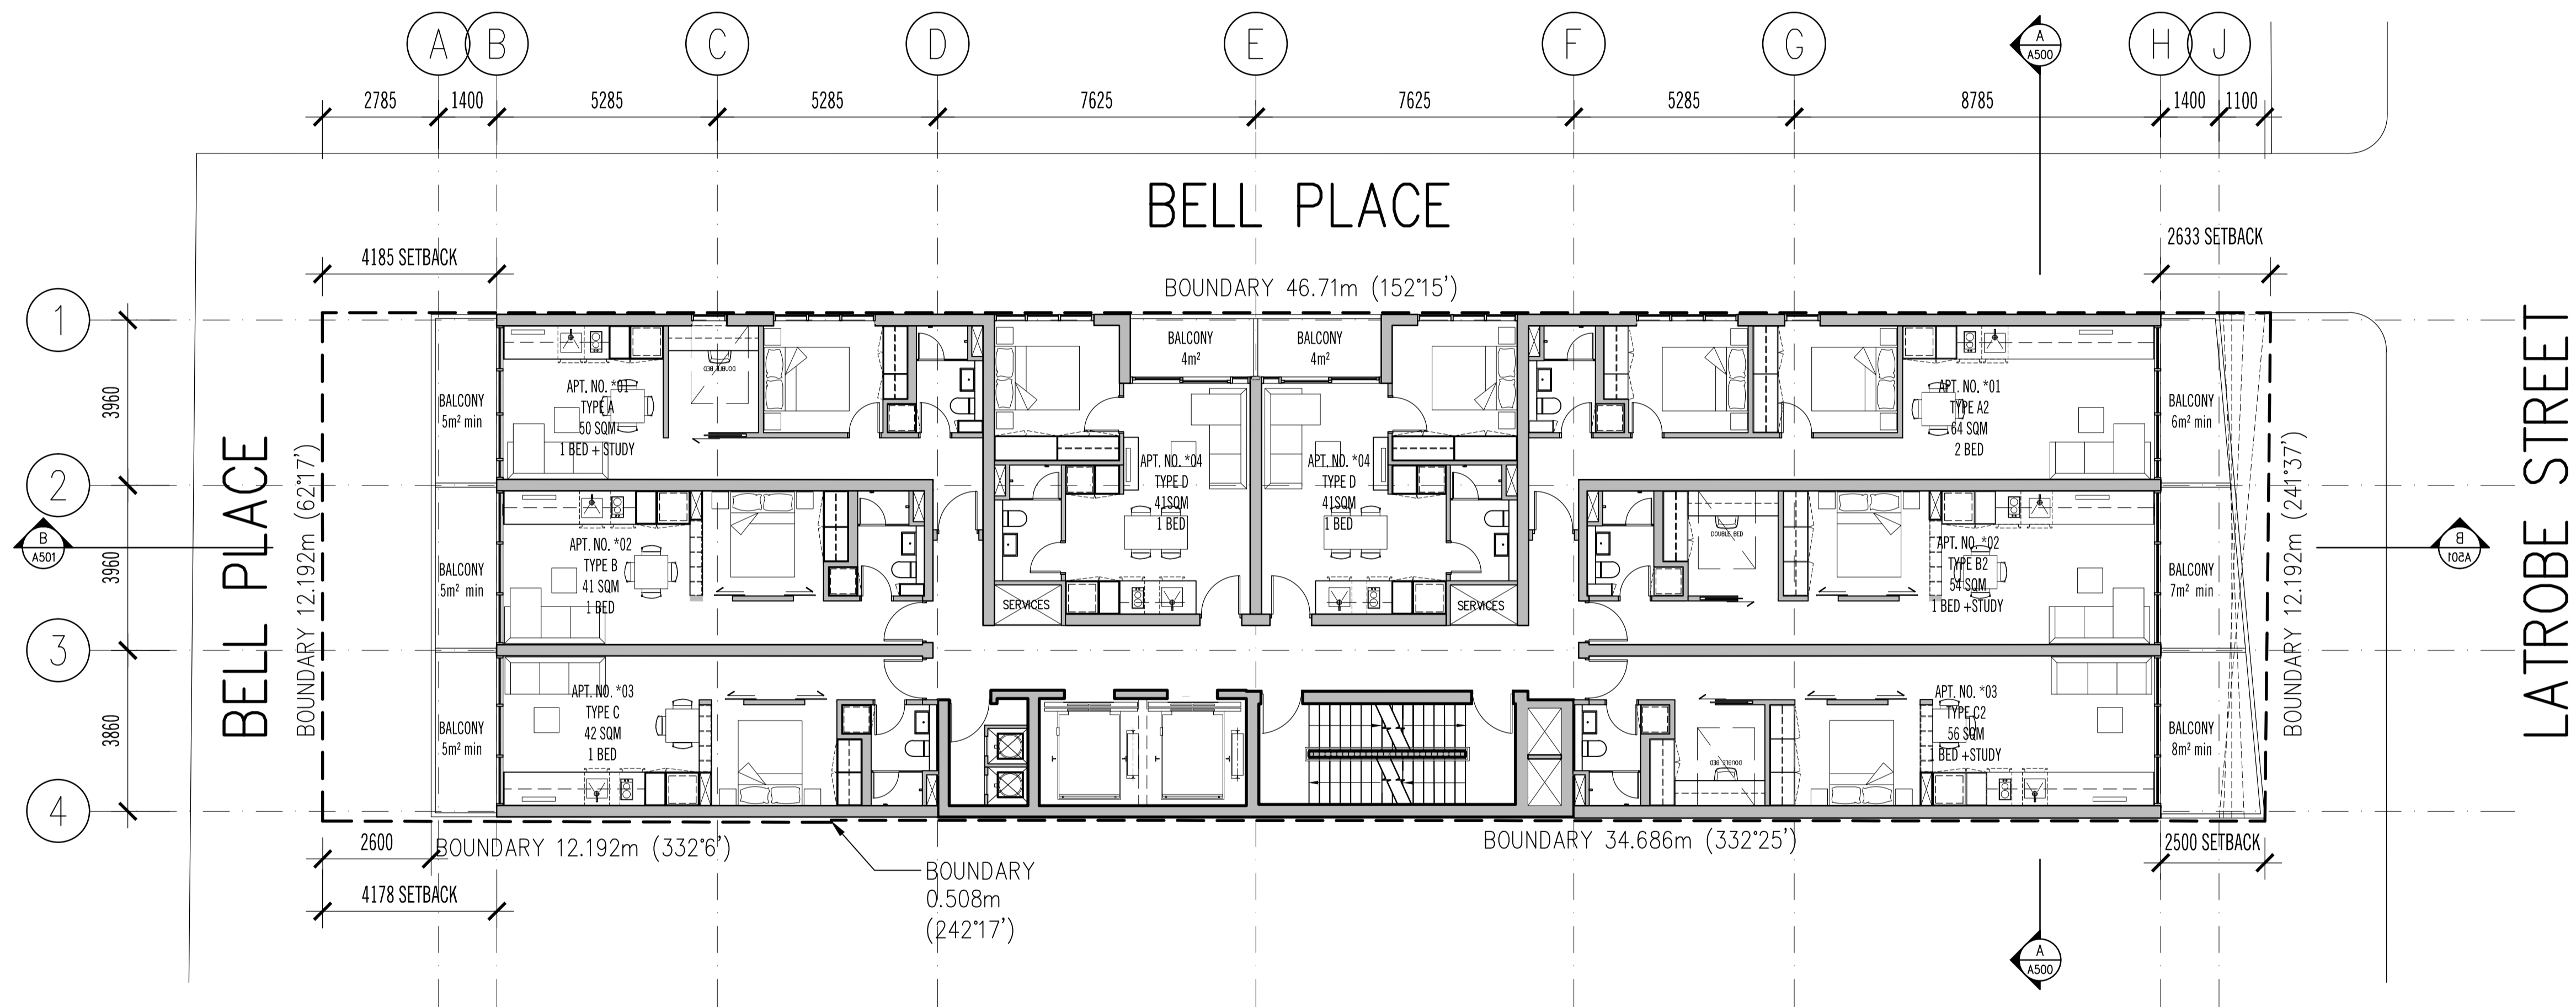 A B C D E F G H J
A
A500
2785 1400 5285 5285 7625 7625 5285 8785 1400 1100
BELL PLACE
4185 SETBACK
2633 SETBACK
BOUNDARY 46.71m (152°15')
1
2
3
4
3960
3960
3860
B
A501
BELL PLACE
BOUNDARY 12.192m (62°17')
BALCONY
5m² min
BALCONY
5m² min
BALCONY
5m² min
APT. NO. *01
TYPE A
50 SQM
1 BED + STUDY
DOUBLE BED
APT. NO. *02
TYPE B
41 SQM
1 BED
APT. NO. *03
TYPE C
42 SQM
1 BED
BALCONY
4m²
BALCONY
4m²
APT. NO. *04
TYPE D
41SQM
1 BED
APT. NO. *04
TYPE D
41SQM
1 BED
SERVICES
SERVICES
APT. NO. *01
TYPE A2
64 SQM
2 BED
DOUBLE BED
APT. NO. *02
TYPE B2
54 SQM
1 BED +STUDY
DOUBLE BED
APT. NO. *03
TYPE C2
56 SQM
1 BED +STUDY
BALCONY
6m² min
BALCONY
7m² min
BALCONY
8m² min
BOUNDARY 12.192m (241°37')
B
A501
LATROBE STREET
2600
BOUNDARY 12.192m (332°6')
4178 SETBACK
BOUNDARY
0.508m
(242°17')
BOUNDARY 34.686m (332°25')
2500 SETBACK
A
A500